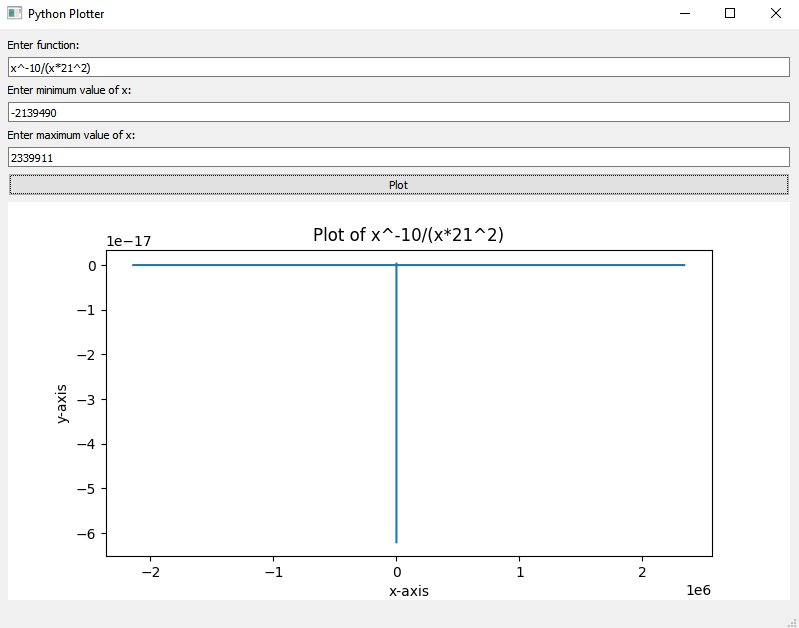 Python Plotter
Enter function:
x^-10/(x*21^2)
Enter minimum value of x:
-2139490
Enter maximum value of x:
2339911
Plot
Plot of x^-10/(x*21^2)
1e−17
0
−1
−2
−3
−4
−5
−6
y-axis
−2 −1 0 1 2
x-axis
1e6